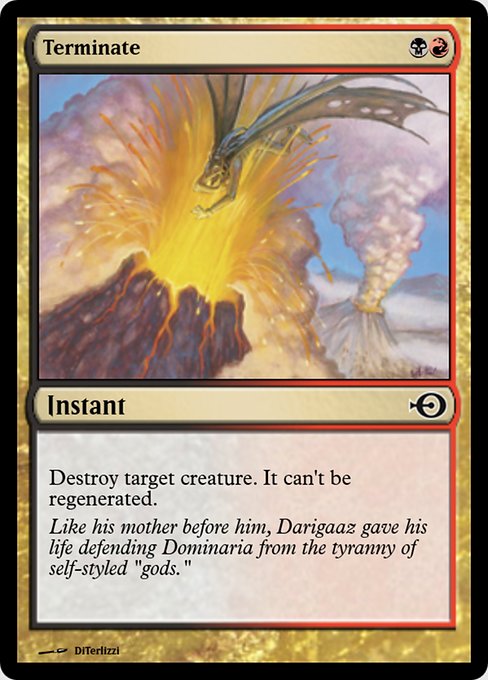 Terminate
Instant
Destroy target creature. It can't be
regenerated.
Like his mother before him, Darigaaz gave his
life defending Dominaria from the tyranny of
self-styled "gods."
DiTerlizzi